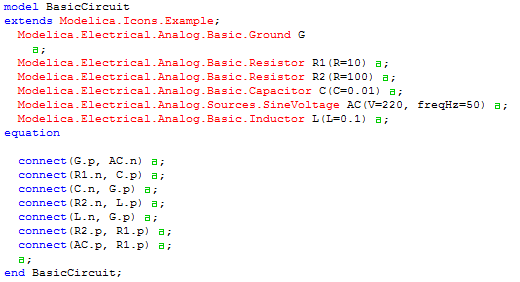 model BasicCircuit
extends Modelica.Icons.Example;
Modelica.Electrical.Analog.Basic.Ground G
a;
Modelica.Electrical.Analog.Basic.Resistor R1(R=10) a;
Modelica.Electrical.Analog.Basic.Resistor R2(R=100) a;
Modelica.Electrical.Analog.Basic.Capacitor C(C=0.01) a;
Modelica.Electrical.Analog.Sources.SineVoltage AC(V=220, freqHz=50) a;
Modelica.Electrical.Analog.Basic.Inductor L(L=0.1) a;
equation
connect(G.p, AC.n) a;
connect(R1.n, C.p) a;
connect(C.n, G.p) a;
connect(R2.n, L.p) a;
connect(L.n, G.p) a;
connect(R2.p, R1.p) a;
connect(AC.p, R1.p) a;
a;
end BasicCircuit;